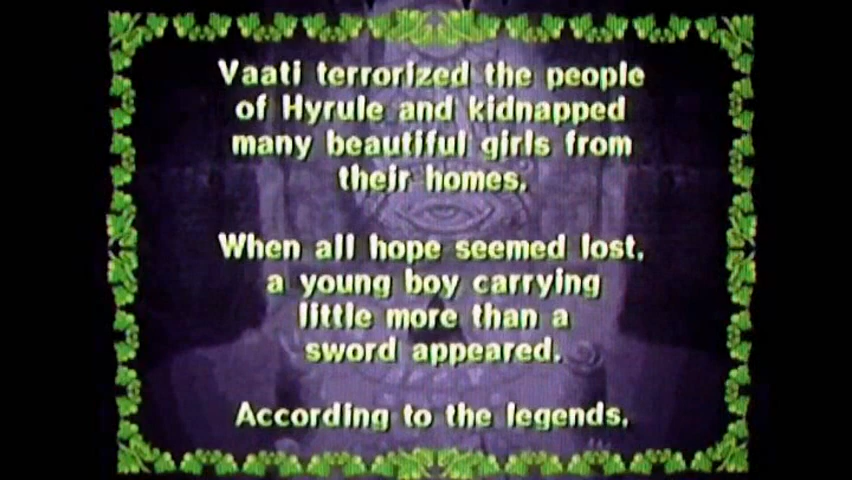 Vaati terrorized the people
of Hyrule and kidnapped
many beautiful girls from
their homes.
When all hope seemed lost,
a young boy carrying
little more than a
sword appeared.
According to the legends,